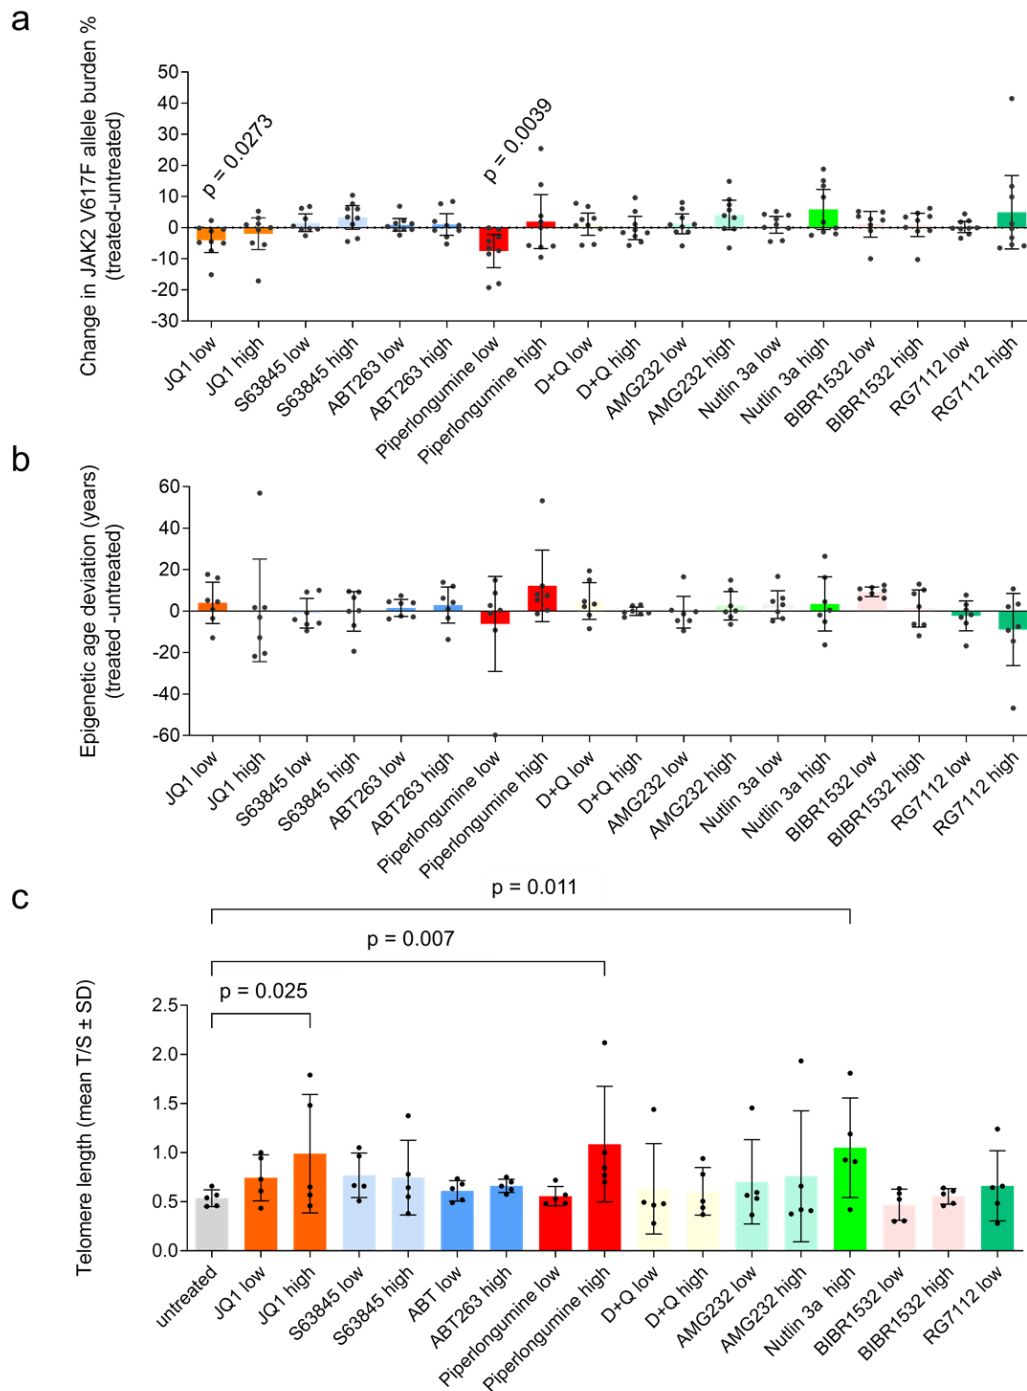 a
Change in JAK2 V617F allele burden %
(treated-untreated)
50
40
30
20
10
0
-10
-20
-30
p = 0.0273
p = 0.0039
JQ1 low
JQ1 high
S63845 low
S63845 high
ABT263 low
ABT263 high
Piperlongumine low
Piperlongumine high
D+Q low
D+Q high
AMG232 low
AMG232 high
Nutlin 3a low
Nutlin 3a high
BIBR1532 low
BIBR1532 high
RG7112 low
RG7112 high
b
Epigenetic age deviation (years)
(treated -untreated)
60
40
20
0
-20
-40
-60
JQ1 low
JQ1 high
S63845 low
S63845 high
ABT263 low
ABT263 high
Piperlongumine low
Piperlongumine high
D+Q low
D+Q high
AMG232 low
AMG232 high
Nutlin 3a low
Nutlin 3a high
BIBR1532 low
BIBR1532 high
RG7112 low
RG7112 high
c
p = 0.011
p = 0.007
p = 0.025
Telomere length (mean T/S ± SD)
2.5
2.0
1.5
1.0
0.5
0.0
untreated
JQ1 low
JQ1 high
S63845 low
S63845 high
ABT low
ABT263 high
Piperlongumine low
Piperlongumine high
D+Q low
D+Q high
AMG232 low
AMG232 high
Nutlin 3a high
BIBR1532 low
BIBR1532 high
RG7112 low